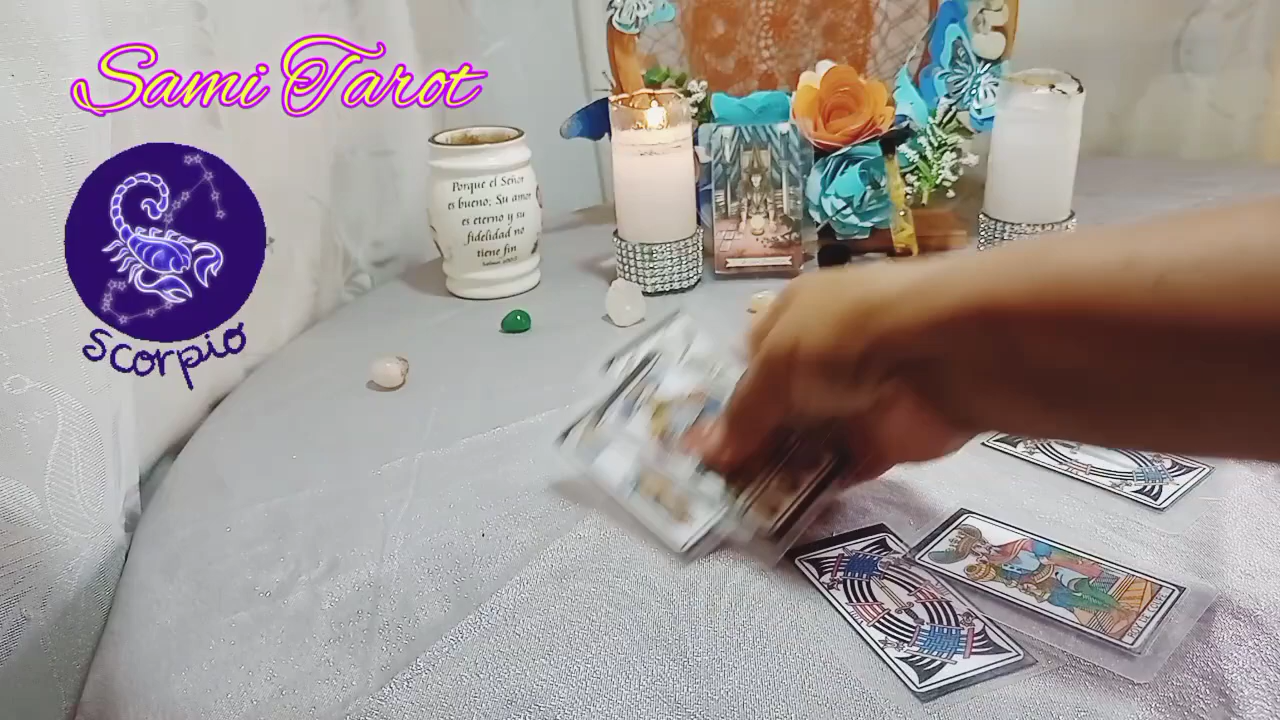 Sami Tarot
Scorpio
Porque el Señor
es bueno; Su amor
es eterno y su
fidelidad no
tiene fin